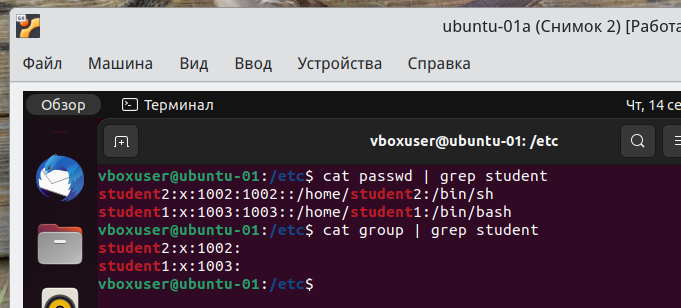 64
ubuntu-01a (Снимок 2) [Работа
Файл Машина Вид Ввод Устройства Справка
Обзор Терминал Чт, 14 се
vboxuser@ubuntu-01: /etc
vboxuser@ubuntu-01:/etc$ cat passwd | grep student
student2:x:1002:1002::/home/student2:/bin/sh
student1:x:1003:1003::/home/student1:/bin/bash
vboxuser@ubuntu-01:/etc$ cat group | grep student
student2:x:1002:
student1:x:1003:
vboxuser@ubuntu-01:/etc$